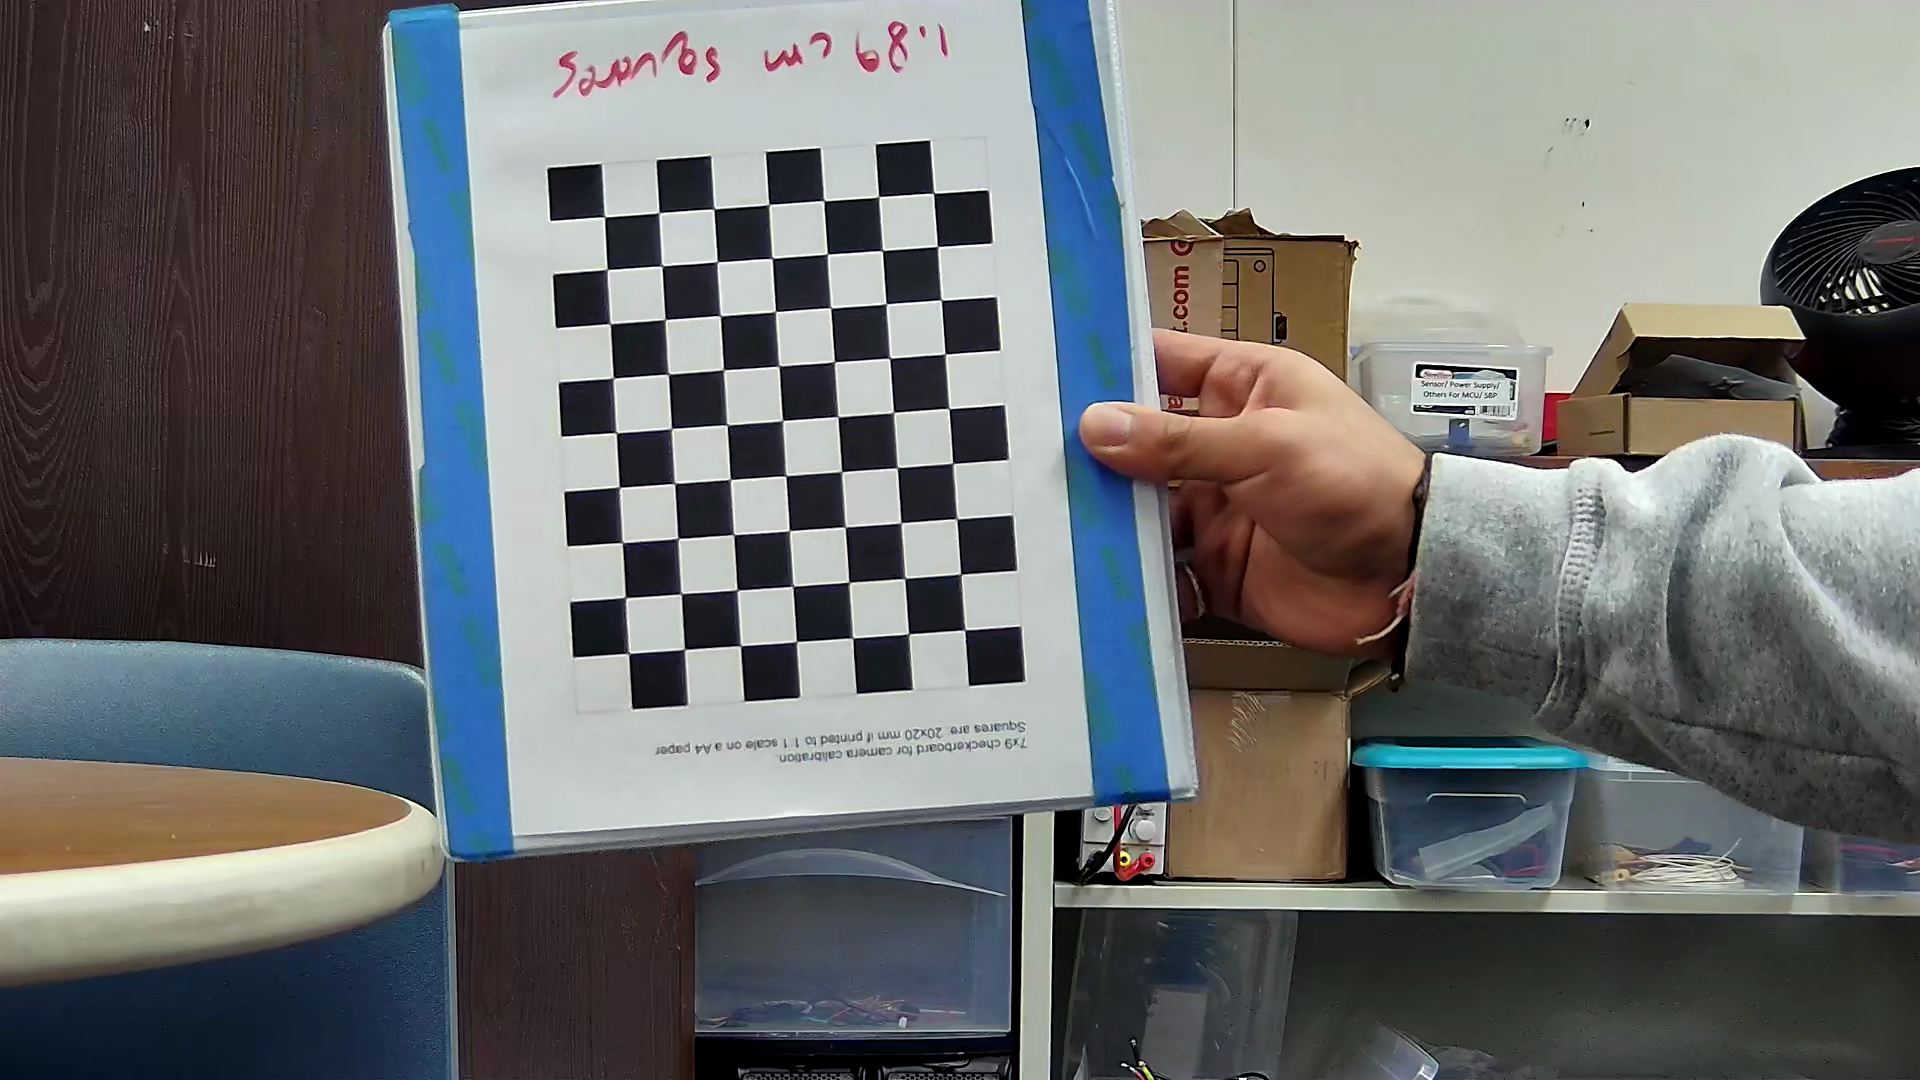 1.89 cm squares
7x9 checkerboard for camera calibration
Squares are: 20x20 mm if printed to 1:1 scale on a A4 paper
t.com
Sensor/ Power Supply/
Others For MCU/ SBP